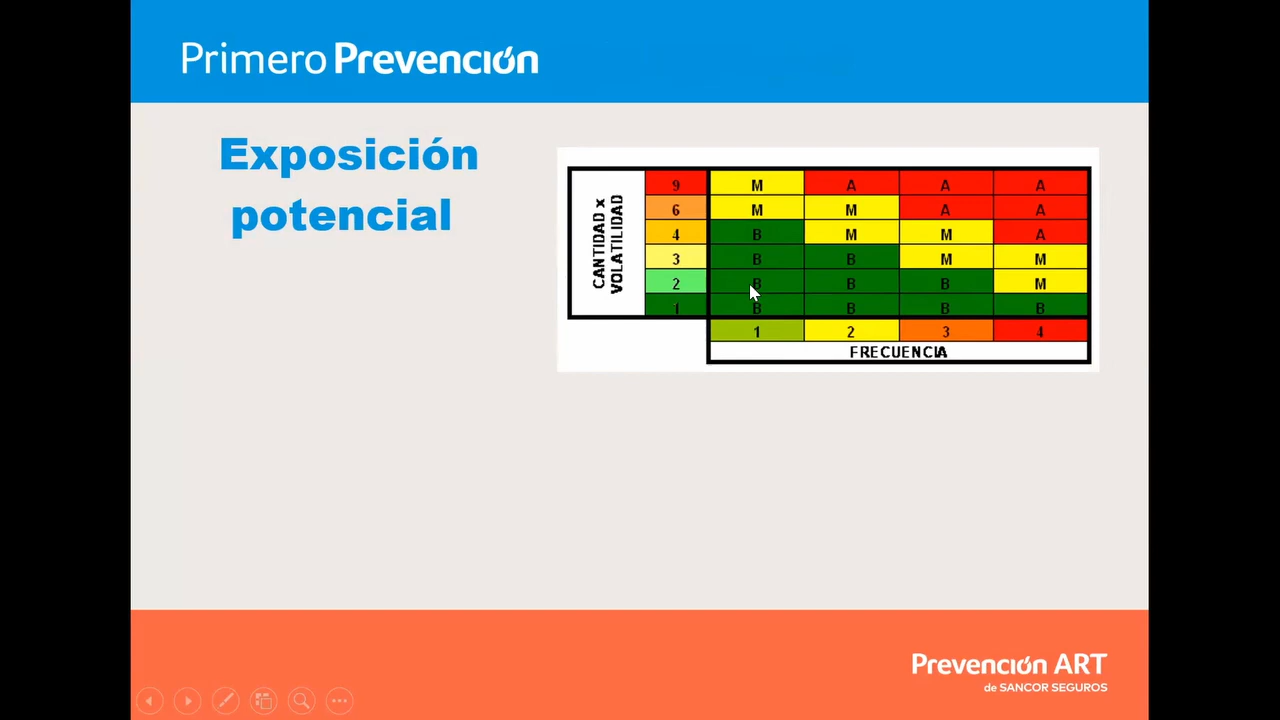 Primero Prevención
Exposición
potencial
CANTIDAD x
VOLATILIDAD
9 M A A A
6 M M A A
4 B M M A
3 B B M M
2 B B B M
1 B B B B
1 2 3 4
FRECUENCIA
Prevención ART
de SANCOR SEGUROS